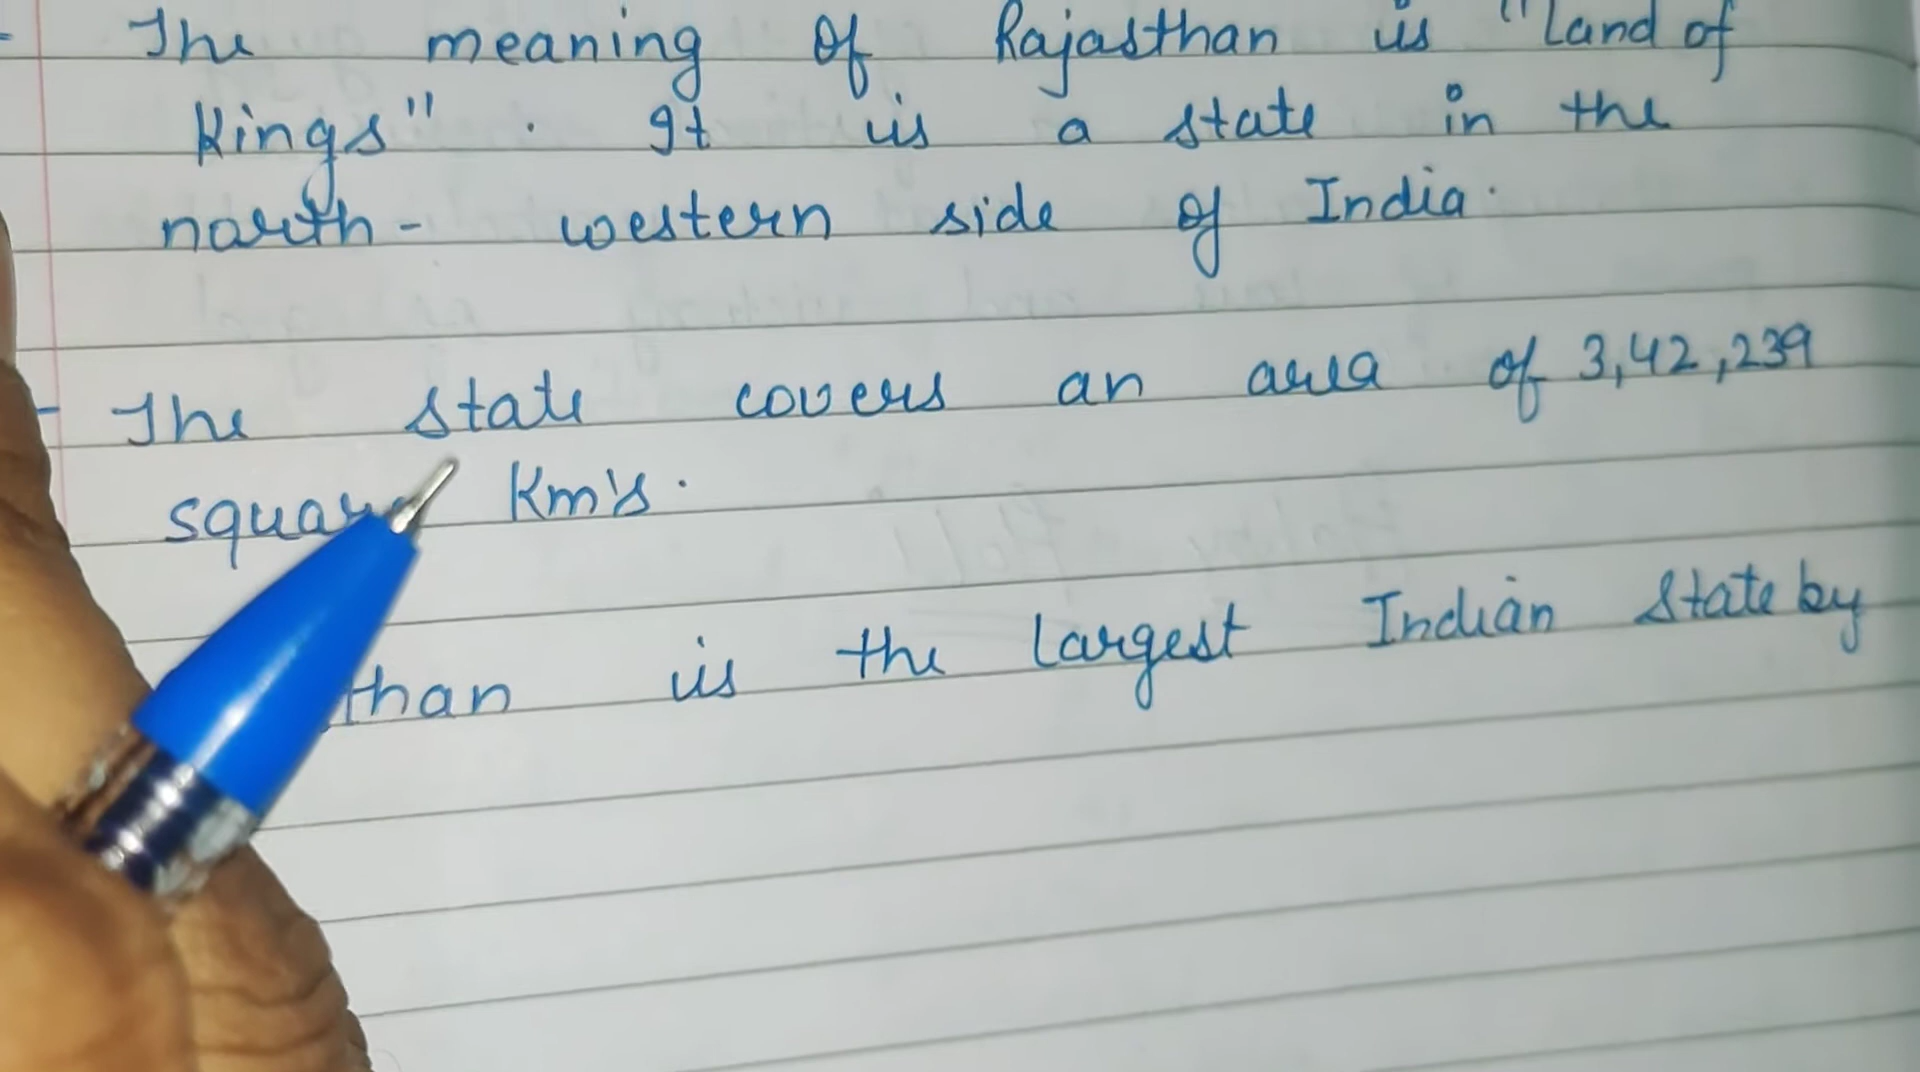 - The meaning of Rajasthan is "Land of
Kings". It is a state in the
north - western side of India.
- The state covers an area of 3,42,239
square Km's.
than is the largest Indian State by